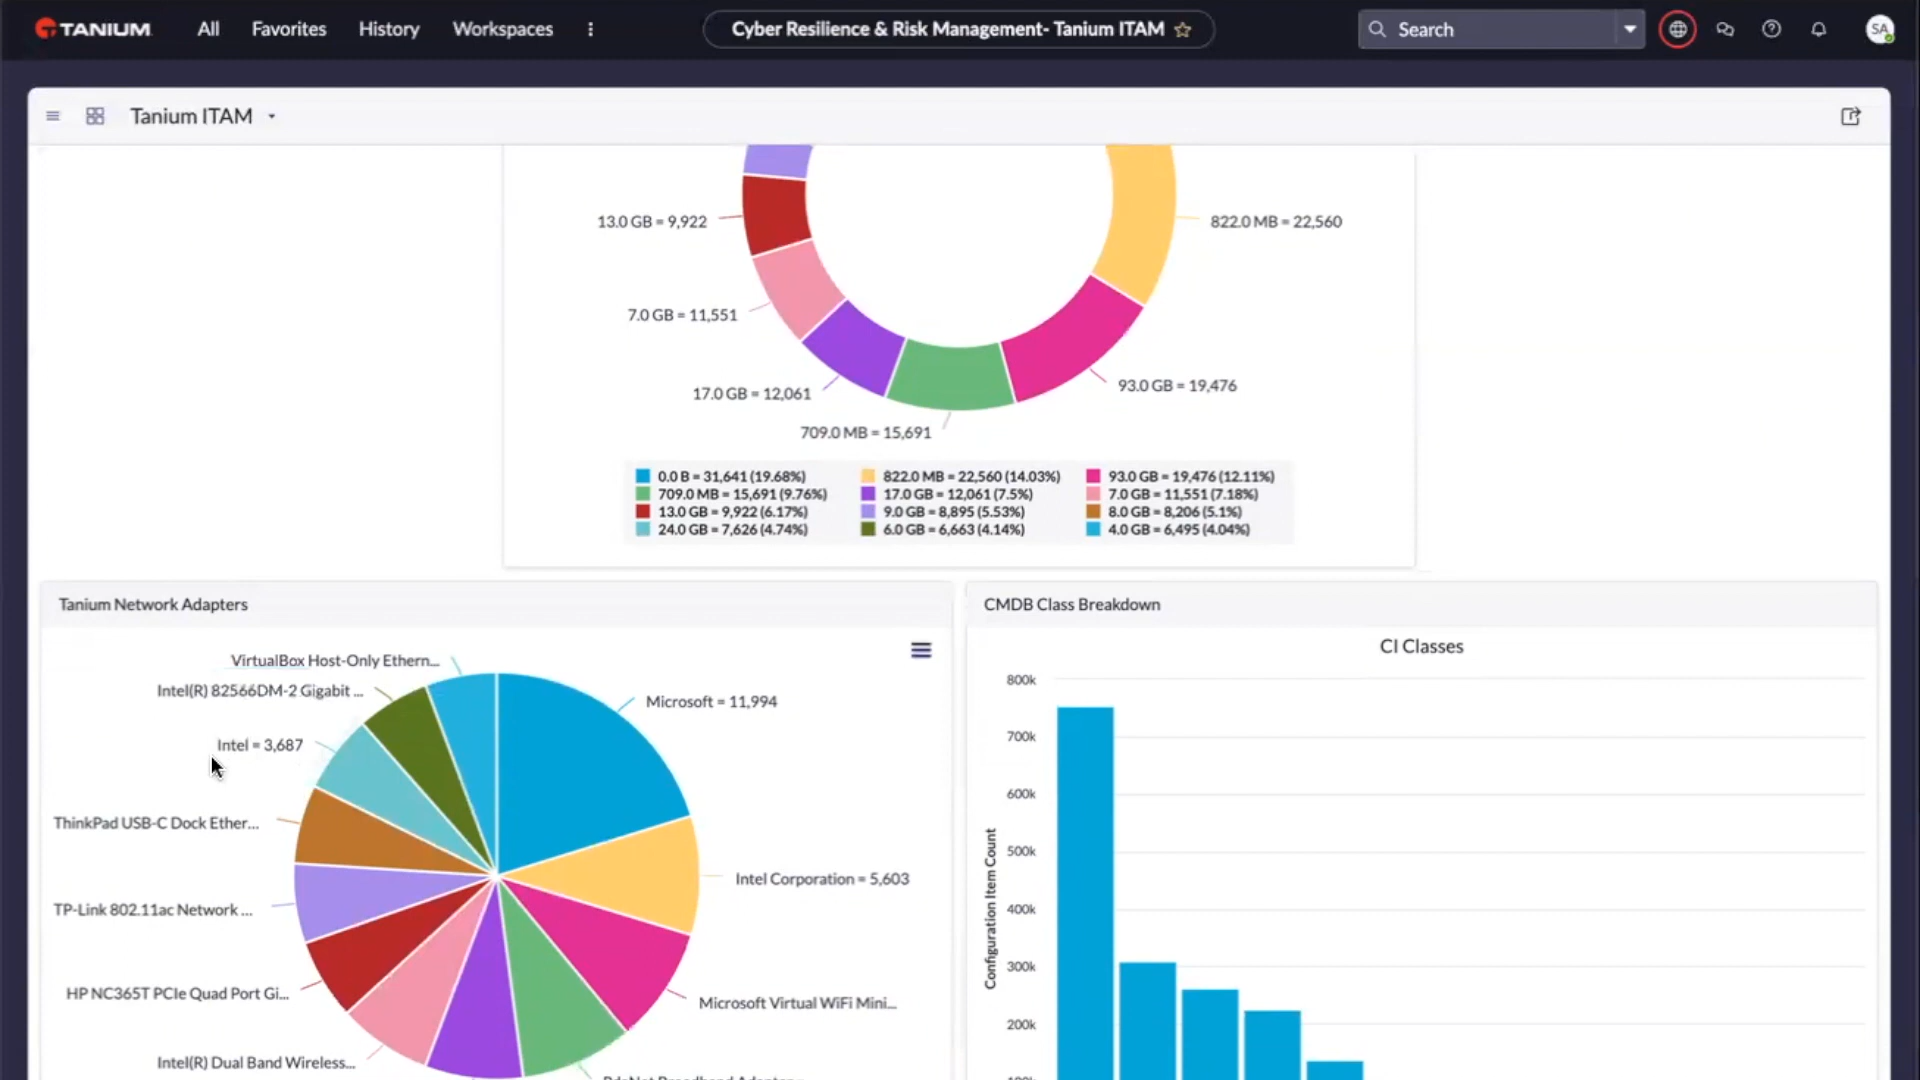 TANIUM
All
Favorites
History
Workspaces
Cyber Resilience & Risk Management- Tanium ITAM
Search
SA
Tanium ITAM
13.0 GB = 9,922
822.0 MB = 22,560
7.0 GB = 11,551
93.0 GB = 19,476
17.0 GB = 12,061
709.0 MB = 15,691
0.0 B = 31,641 (19.68%)
822.0 MB = 22,560 (14.03%)
93.0 GB = 19,476 (12.11%)
709.0 MB = 15,691 (9.76%)
17.0 GB = 12,061 (7.5%)
7.0 GB = 11,551 (7.18%)
13.0 GB = 9,922 (6.17%)
9.0 GB = 8,895 (5.53%)
8.0 GB = 8,206 (5.1%)
24.0 GB = 7,626 (4.74%)
6.0 GB = 6,663 (4.14%)
4.0 GB = 6,495 (4.04%)
Tanium Network Adapters
VirtualBox Host-Only Ethern...
Intel(R) 82566DM-2 Gigabit ...
Microsoft = 11,994
Intel = 3,687
ThinkPad USB-C Dock Ether...
Intel Corporation = 5,603
TP-Link 802.11ac Network ...
HP NC365T PCIe Quad Port Gi...
Microsoft Virtual WiFi Mini...
Intel(R) Dual Band Wireless...
CMDB Class Breakdown
CI Classes
Configuration Item Count
800k
700k
600k
500k
400k
300k
200k